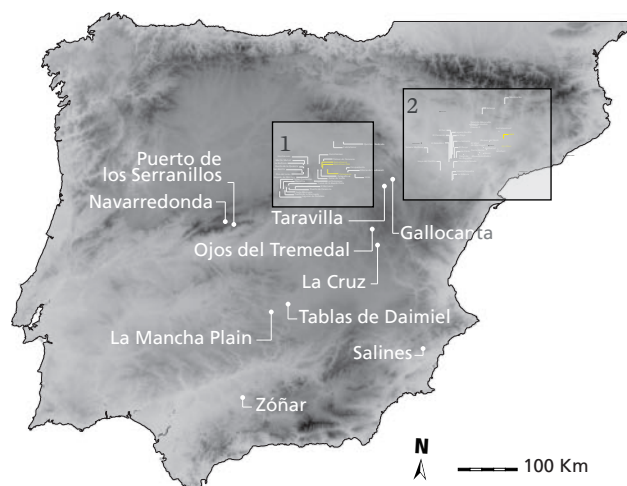 2
1
Puerto de
los Serranillos
Navarredonda
Taravilla
Gallocanta
Ojos del Tremedal
La Cruz
Tablas de Daimiel
La Mancha Plain
Salines
Zóñar
N
100 Km